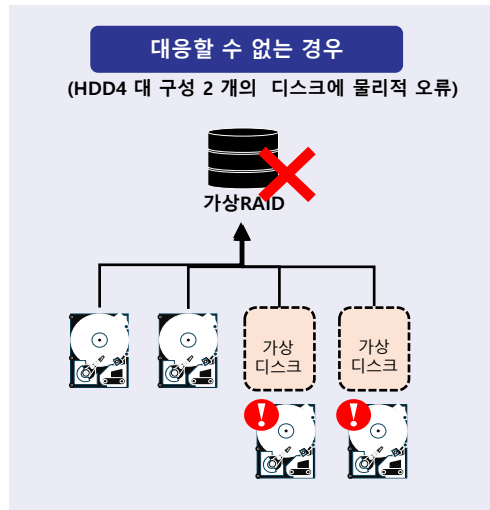 대응할 수 없는 경우
(HDD4 대 구성 2 개의 디스크에 물리적 오류)
가상RAID
가상
디스크
가상
디스크